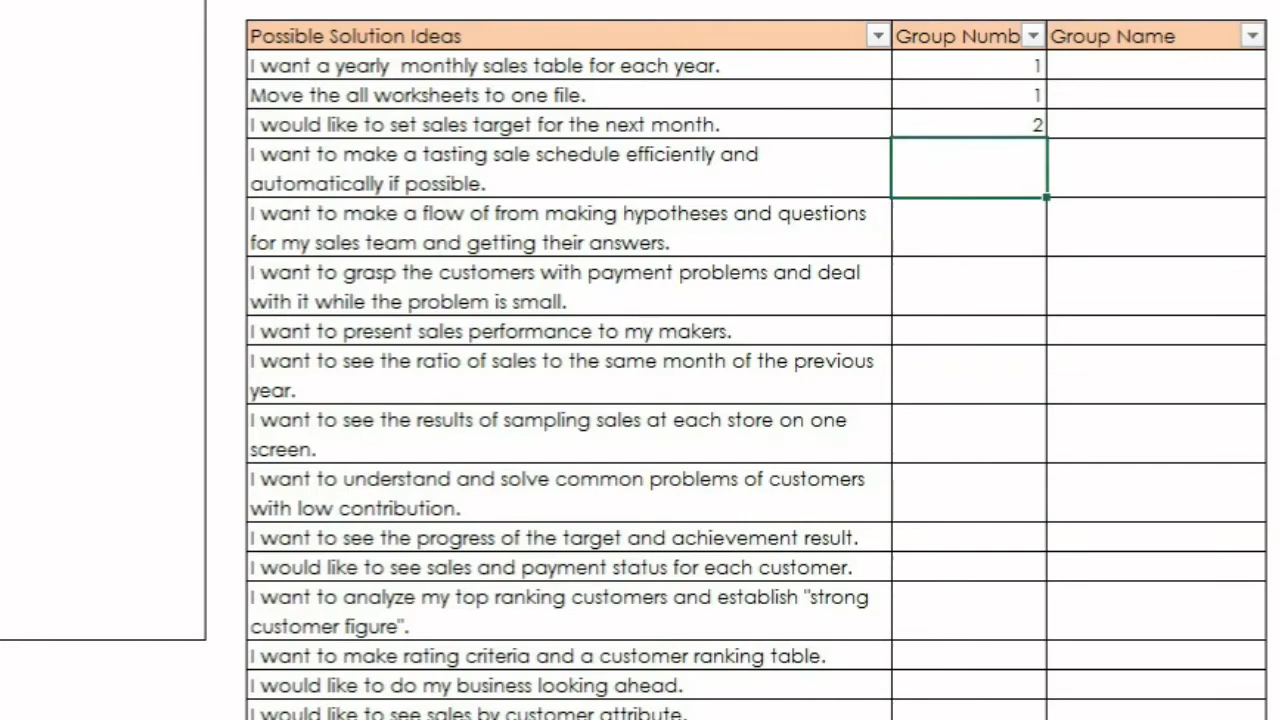 Possible Solution Ideas Group Numb Group Name
I want a yearly  monthly sales table for each year. 1
Move the all worksheets to one file. 1
I would like to set sales target for the next month. 2
I want to make a tasting sale schedule efficiently and
automatically if possible.
I want to make a flow of from making hypotheses and questions
for my sales team and getting their answers.
I want to grasp the customers with payment problems and deal
with it while the problem is small.
I want to present sales performance to my makers.
I want to see the ratio of sales to the same month of the previous
year.
I want to see the results of sampling sales at each store on one
screen.
I want to understand and solve common problems of customers
with low contribution.
I want to see the progress of the target and achievement result.
I would like to see sales and payment status for each customer.
I want to analyze my top ranking customers and establish "strong
customer figure".
I want to make rating criteria and a customer ranking table.
I would like to do my business looking ahead.
I would like to see sales by customer attribute.